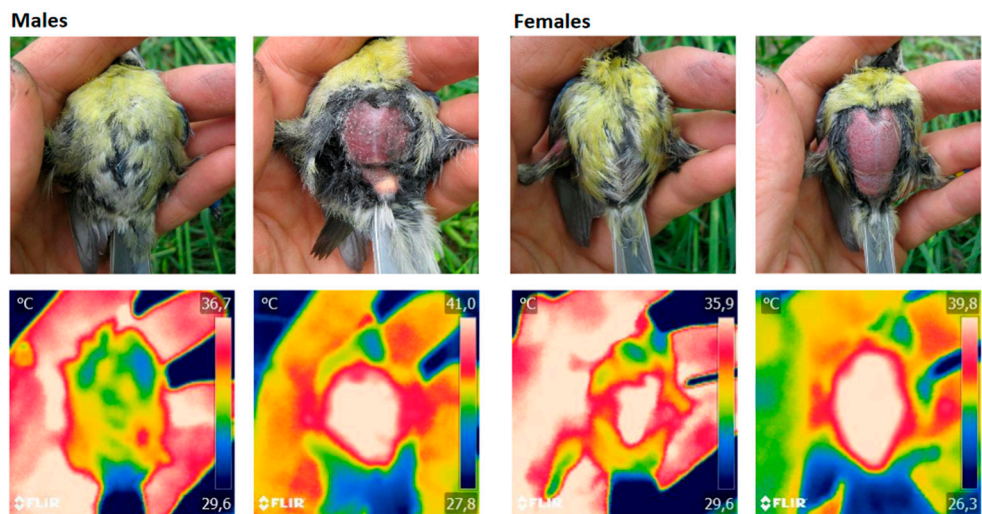 Males
Females
°C
36,7
29,6
FLIR
°C
41,0
27,8
FLIR
°C
35,9
29,6
FLIR
°C
39,8
26,3
FLIR